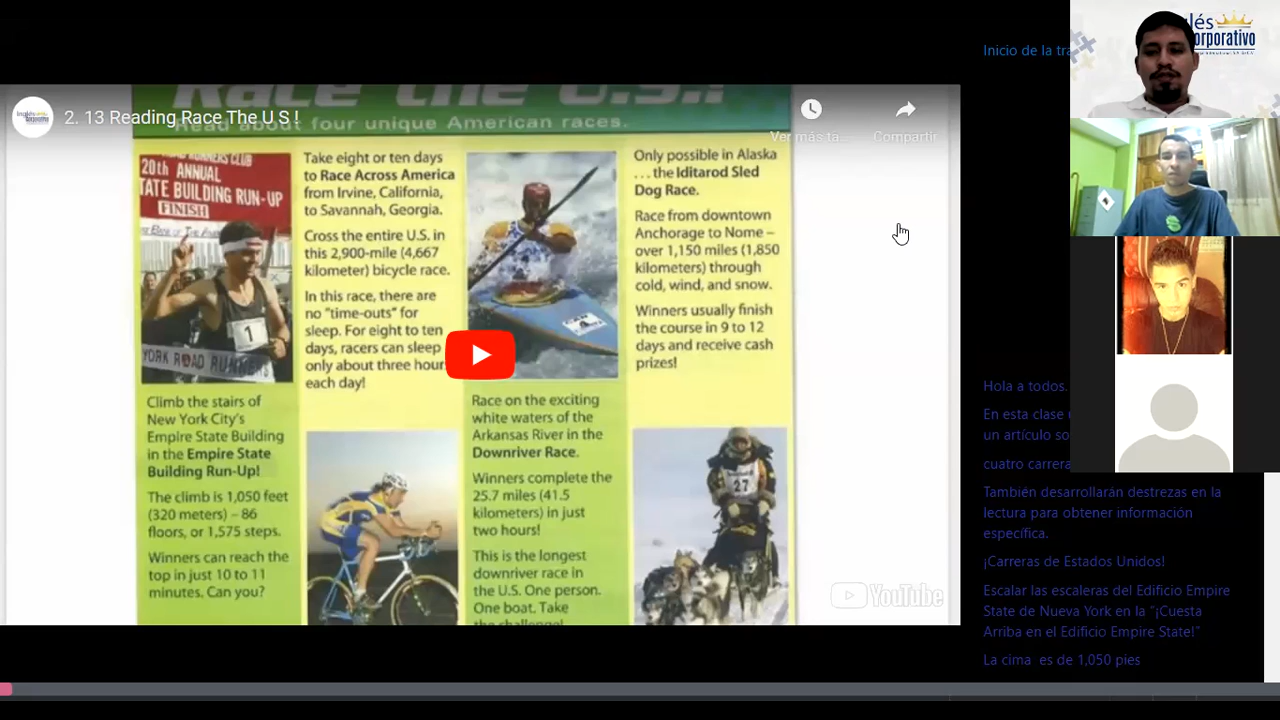 2. 13 Reading Race The U S !
Ver más ta...
Compartir
Race the U.S.!
Read about four unique American races.
20th ANNUAL
STATE BUILDING RUN-UP
FINISH
1
YORK ROAD RUNNERS
Climb the stairs of
New York City's
Empire State Building
in the Empire State
Building Run-Up!
The climb is 1,050 feet
(320 meters) – 86
floors, or 1,575 steps.
Winners can reach the
top in just 10 to 11
minutes. Can you?
Take eight or ten days
to Race Across America
from Irvine, California,
to Savannah, Georgia.
Cross the entire U.S. in
this 2,900-mile (4,667
kilometer) bicycle race.
In this race, there are
no "time-outs" for
sleep. For eight to ten
days, racers can sleep
only about three hour
each day!
Race on the exciting
white waters of the
Arkansas River in the
Downriver Race.
Winners complete the
25.7 miles (41.5
kilometers) in just
two hours!
This is the longest
downriver race in
the U.S. One person.
One boat. Take
the challenge!
Only possible in Alaska
. . . the Iditarod Sled
Dog Race.
Race from downtown
Anchorage to Nome –
over 1,150 miles (1,850
kilometers) through
cold, wind, and snow.
Winners usually finish
the course in 9 to 12
days and receive cash
prizes!
27
YouTube
Inicio de la tra
Hola a todos.
En esta clase
un artículo so
cuatro carrera
También desarrollarán destrezas en la
lectura para obtener información
específica.
¡Carreras de Estados Unidos!
Escalar las escaleras del Edificio Empire
State de Nueva York en la “¡Cuesta
Arriba en el Edificio Empire State!”
La cima es de 1,050 pies
glés
orporativo